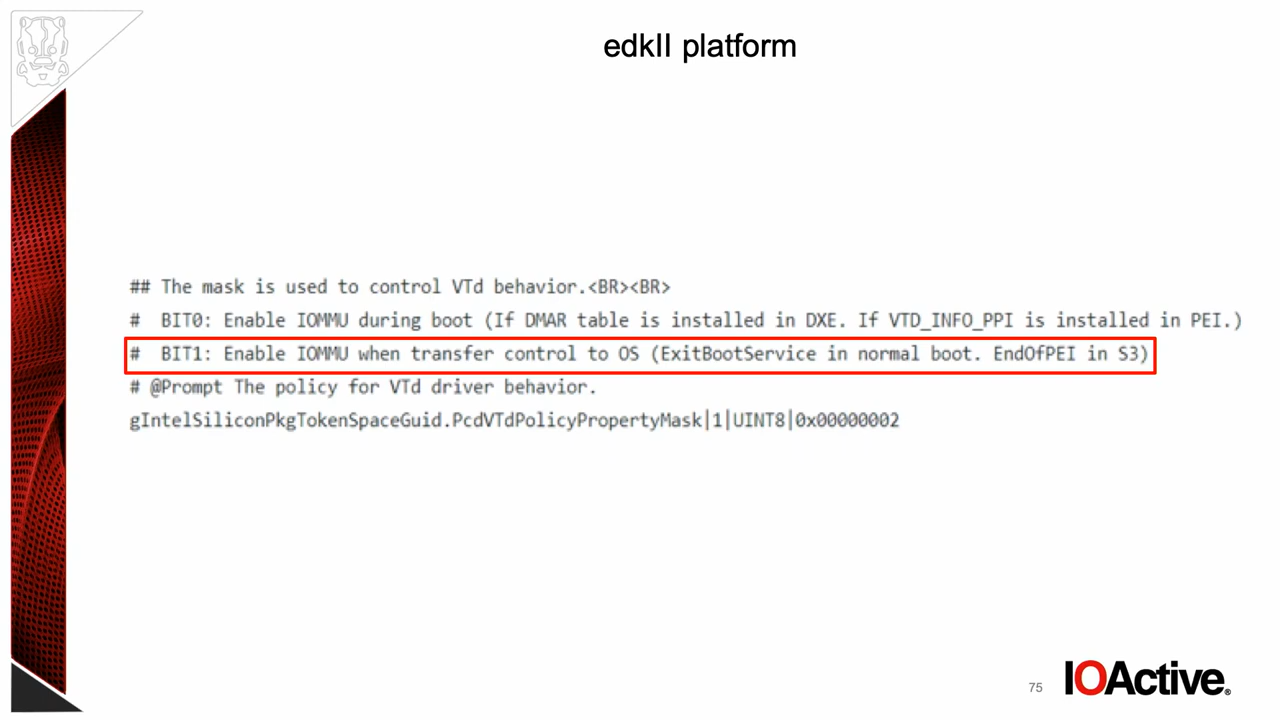 edkII platform
## The mask is used to control VTd behavior.<BR><BR>
# BIT0: Enable IOMMU during boot (If DMAR table is installed in DXE. If VTD_INFO_PPI is installed in PEI.)
# BIT1: Enable IOMMU when transfer control to OS (ExitBootService in normal boot. EndOfPEI in S3)
# @Prompt The policy for VTd driver behavior.
gIntelSiliconPkgTokenSpaceGuid.PcdVTdPolicyPropertyMask|1|UINT8|0x00000002
75
IOActive®